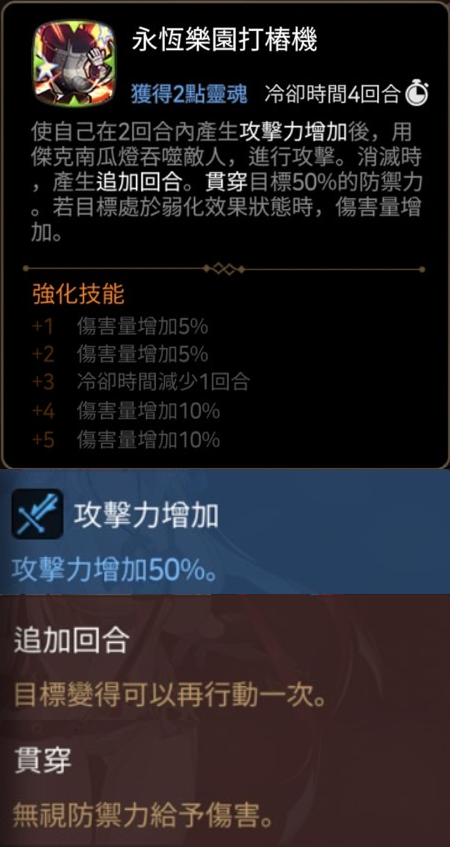 永恆樂園打樁機
獲得2點靈魂 冷卻時間4回合
使自己在2回合內產生攻擊力增加後，用
傑克南瓜燈吞噬敵人，進行攻擊。消滅時
，產生追加回合。貫穿目標50%的防禦力
。若目標處於弱化效果狀態時，傷害量增
加。
強化技能
+1 傷害量增加5%
+2 傷害量增加5%
+3 冷卻時間減少1回合
+4 傷害量增加10%
+5 傷害量增加10%
攻擊力增加
攻擊力增加50%。
追加回合
目標變得可以再行動一次。
貫穿
無視防禦力給予傷害。